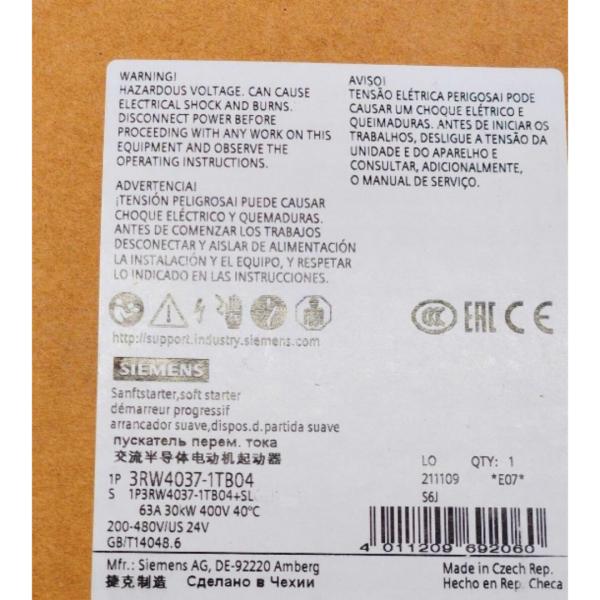 WARNING!
HAZARDOUS VOLTAGE. CAN CAUSE
ELECTRICAL SHOCK AND BURNS.
DISCONNECT POWER BEFORE
PROCEEDING WITH ANY WORK ON THIS
EQUIPMENT AND OBSERVE THE
OPERATING INSTRUCTIONS.
AVISO!
TENSÃO ELÉTRICA PERIGOSA! PODE
CAUSAR UM CHOQUE ELÉTRICO E
QUEIMADURAS. ANTES DE INICIAR OS
TRABALHOS, DESLIGUE A TENSÃO DA
UNIDADE E DO APARELHO E
CONSULTAR, ADICIONALMENTE,
O MANUAL DE SERVIÇO.
ADVERTENCIA!
¡TENSIÓN PELIGROSA! PUEDE CAUSAR
CHOQUE ELÉCTRICO Y QUEMADURAS.
ANTES DE COMENZAR LOS TRABAJOS
DESCONECTAR Y AISLAR DE ALIMENTACIÓN
LA INSTALACIÓN Y EL EQUIPO, Y RESPETAR
LO INDICADO EN LAS INSTRUCCIONES.
CCC EAC CE
http://support.industry.siemens.com
SIEMENS
Sanftstarter,soft starter
démarreur progressif
arrancador suave,dispos.d.partida suave
пускатель перем. тока
交流半导体电动机起动器
1P 3RW4037-1TB04
S 1P3RW4037-1TB04+SL
63A 30kW 400V 40°C
200-480V/US 24V
GB/T14048.6
LO QTY: 1
211109 *E07*
S6J
4 011209 692060
Mfr.: Siemens AG, DE-92220 Amberg
捷克制造 Сделано в Чехии
Made in Czech Rep.
Hecho en Rep. Checa